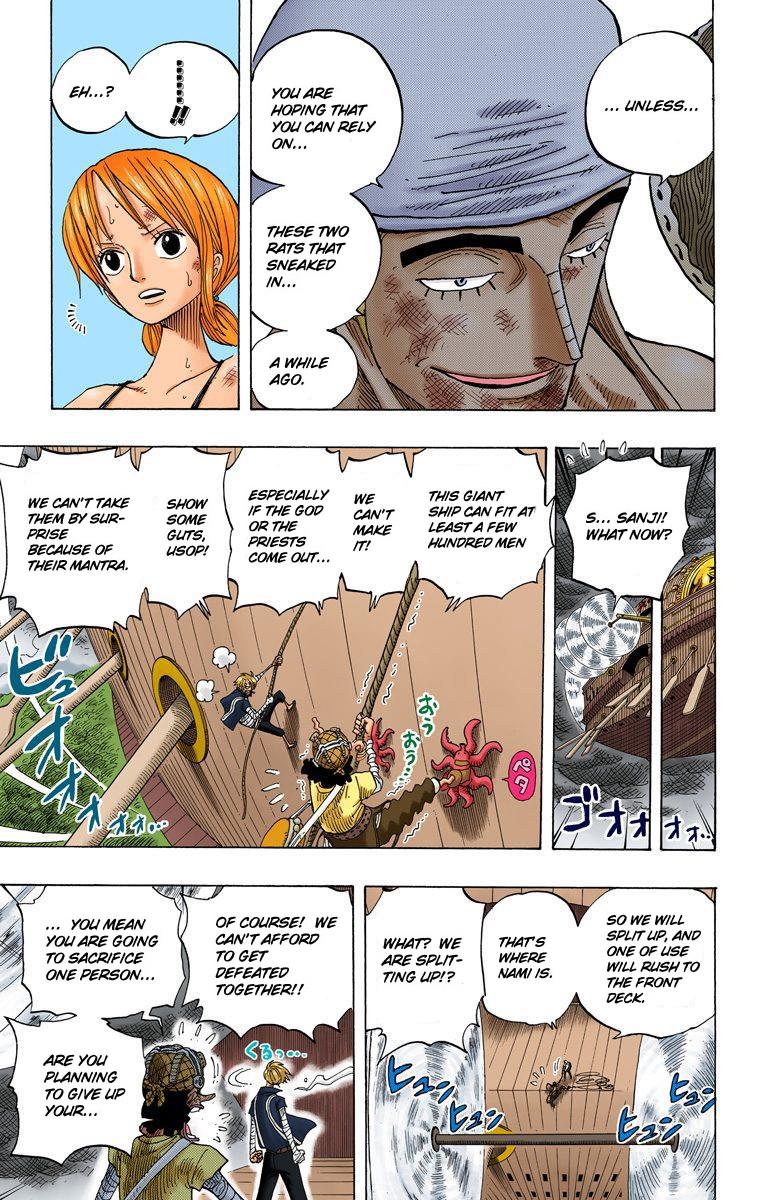 ... UNLESS...
YOU ARE
HOPING THAT
YOU CAN RELY
ON...
THESE TWO
RATS THAT
SNEAKED
IN...
A WHILE
AGO.
......!!
EH...?
S... SANJI!
WHAT NOW?
ゴオオオオ...
THIS GIANT
SHIP CAN FIT AT
LEAST A FEW
HUNDRED MEN
WE
CAN'T
MAKE
IT!
ESPECIALLY
IF THE GOD
OR THE
PRIESTS
COME OUT...
SHOW
SOME
GUTS,
USOP!
WE CAN'T TAKE
THEM BY SUR-
PRISE
BECAUSE OF
THEIR MANTRA.
ペタ
おぅ
おぅ...
ビュオオオオオ...
SO WE WILL
SPLIT UP, AND
ONE OF USE
WILL RUSH TO
THE FRONT
DECK.
THAT'S
WHERE
NAMI IS.
WHAT? WE
ARE SPLIT-
TING UP!?
ヒュン
ヒュン
ヒュン
ヒュン
OF COURSE! WE
CAN'T AFFORD
TO GET
DEFEATED
TOGETHER!!
... YOU MEAN
YOU ARE GOING
TO SACRIFICE
ONE PERSON...
くるっ...
ARE YOU
PLANNING
TO GIVE UP
YOUR...